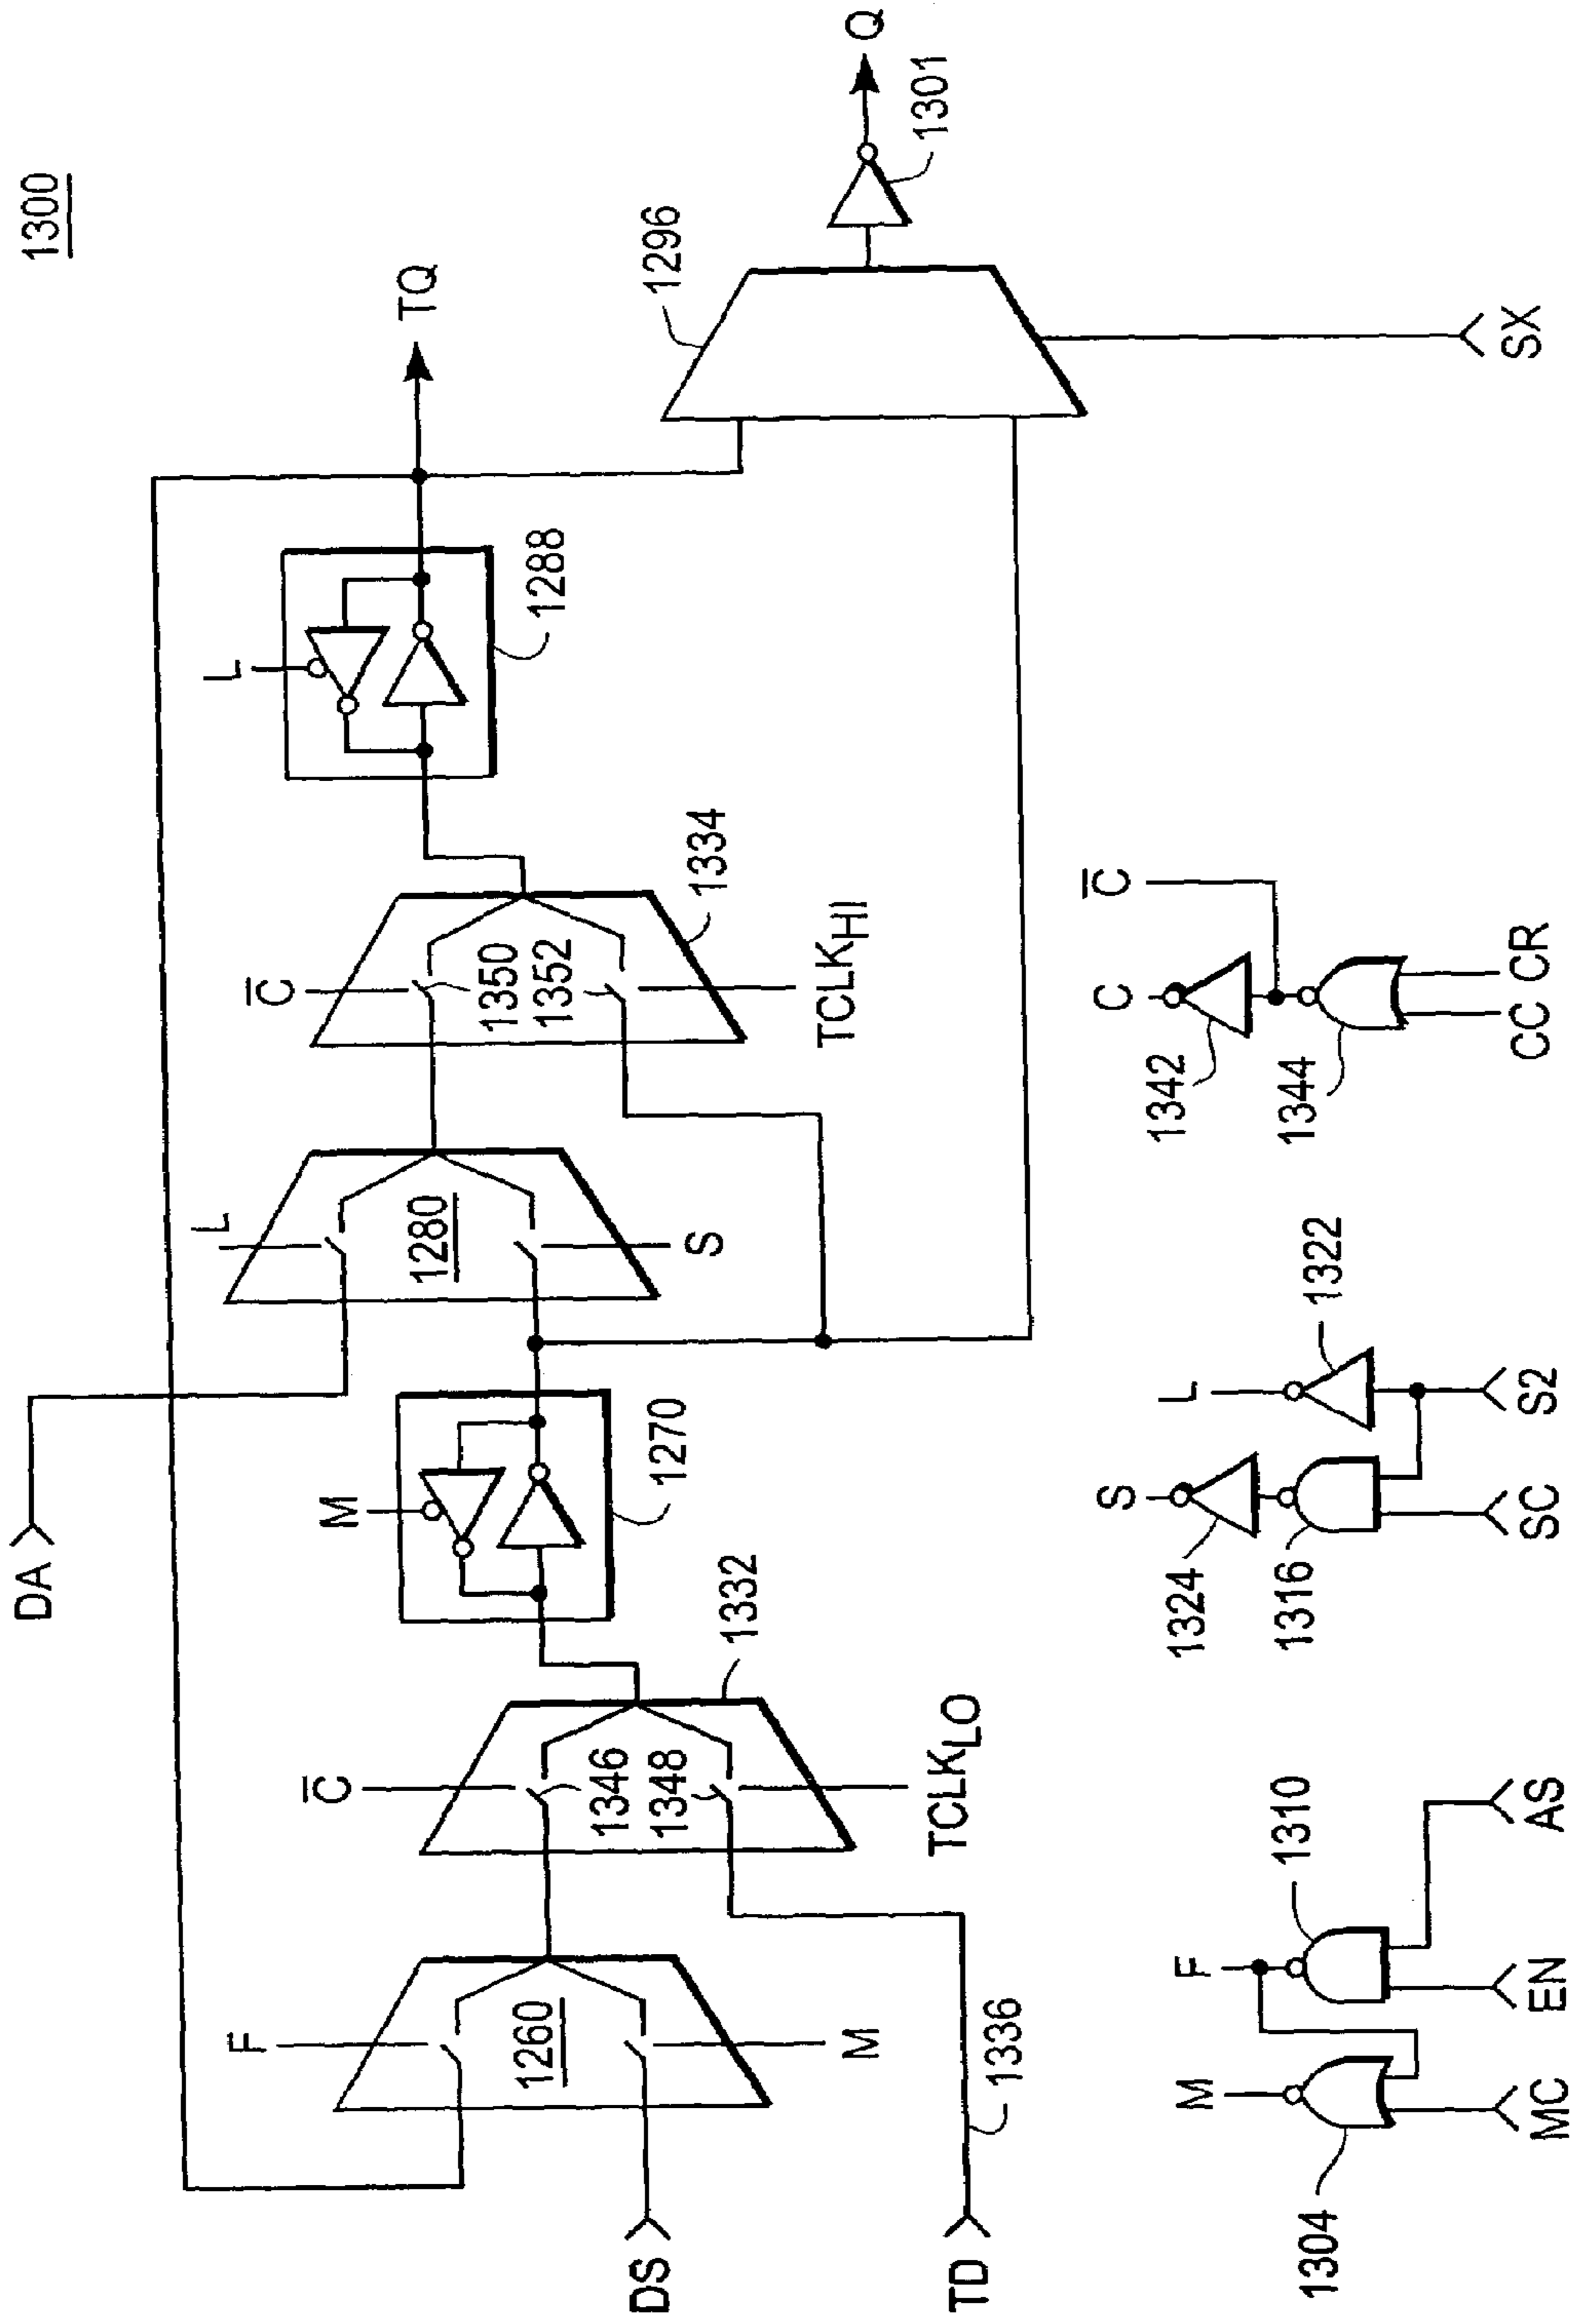 1300
DA
TQ
L
1288
Q
1301
1296
SX
C̅
1350
1352
1334
TCLKHI
L
1280
S
M
1270
C̅
1346
1348
1332
TCLKLO
F
1260
M
DS
TD
1336
M
1304
MC
F
1310
EN
AS
S
1324
1316
SC
L
1322
S2
C
C̅
1342
1344
CC
CR